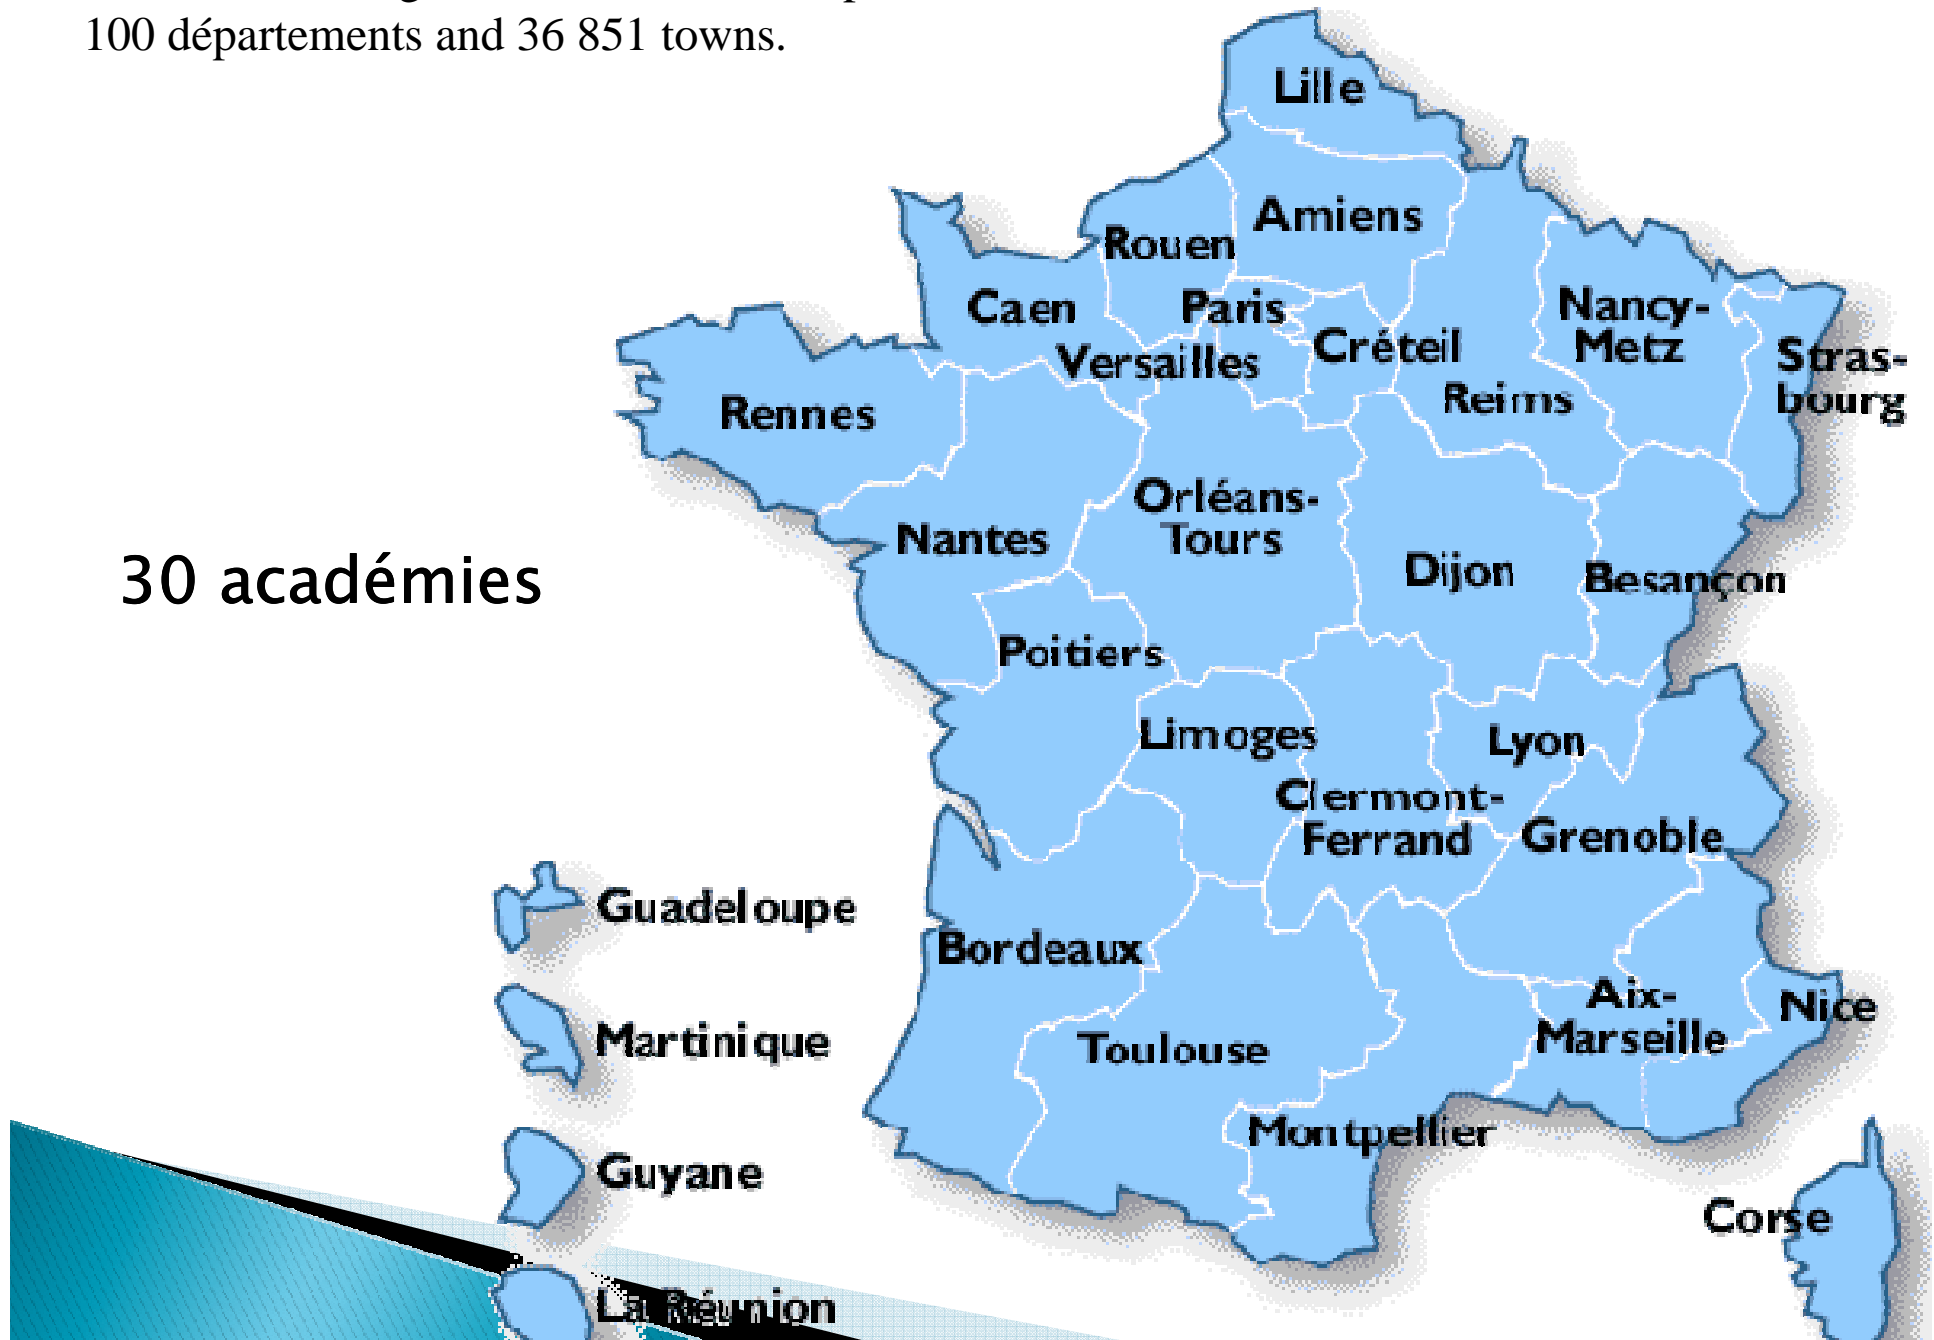 100 départements and 36 851 towns.
Lille
Amiens
Rouen
Caen
Paris
Nancy-
Metz
Versailles
Créteil
Stras-
bourg
Reims
Rennes
Orléans-
Tours
Nantes
30 académies
Dijon
Besançon
Poitiers
Limoges
Lyon
Clermont-
Ferrand
Grenoble
Guadeloupe
Bordeaux
Aix-
Marseille
Nice
Martinique
Toulouse
Montpellier
Guyane
Corse
La Réunion